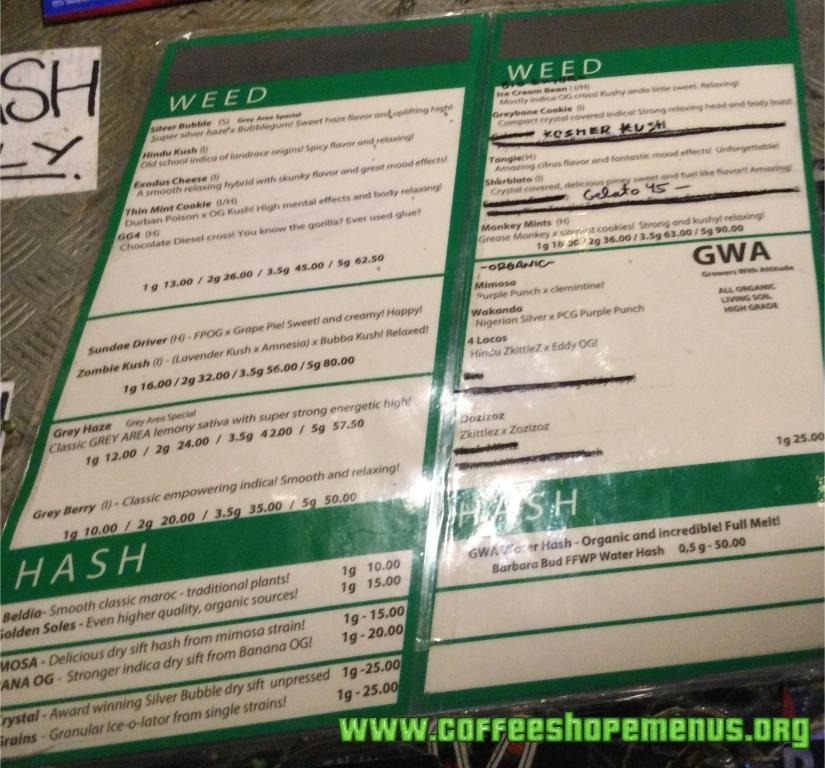 ASH
LY.
WEED
Silver Bubble (S) Grey Area Special
Super silver haze x Bubblegum! Sweet haze flavor and uplifting high!
Hindu Kush (I)
Old school indica of landrace origins! Spicy flavor and relaxing!
Exodus Cheese (I)
A smooth relaxing hybrid with skunky flavor and great mood effects!
Thin Mint Cookie (I/H)
Durban Poison x OG Kush! High mental effects and body relaxing!
GG4 (H)
Chocolate Diesel cross! You know the gorilla? Ever used glue?
1g 13.00 / 2g 26.00 / 3.5g 45.00 / 5g 62.50
Sundae Driver (H) - FPOG x Grape Pie! Sweet! and creamy! Happy!
Zombie Kush (I) - (Lavender Kush x Amnesia) x Bubba Kush! Relaxed!
1g 16.00 / 2g 32.00 / 3.5g 56.00 / 5g 80.00
Grey Haze Grey Area Special
Classic GREY AREA lemony sativa with super strong energetic high!
1g 12.00 / 2g 24.00 / 3.5g 42.00 / 5g 57.50
Grey Berry (I) - Classic empowering indica! Smooth and relaxing!
1g 10.00 / 2g 20.00 / 3.5g 35.00 / 5g 50.00
HASH
Beldia- Smooth classic maroc - traditional plants! 1g 10.00
Golden Soles - Even higher quality, organic sources! 1g 15.00
MOSA - Delicious dry sift hash from mimosa strain! 1g - 15.00
ANA OG - Stronger indica dry sift from Banana OG! 1g - 20.00
rystal - Award winning Silver Bubble dry sift unpressed 1g -25.00
Grains - Granular Ice-o-lator from single strains! 1g - 25.00
WEED
Ice Cream Bean (I/H)
Mostly indica OG cross! Kushy and a little sweet. Relaxing!
Greybone Cookie (I)
Compact crystal covered indica! Strong relaxing head and body buzz!
KOSHER KUSH
Tangie(H)
Amazing citrus flavor and fantastic mood effects! Unforgettable!
Sherblato (I)
Crystal covered, delicious piney sweet and fuel like flavor!! Amazing!
Gelato 45 -
Monkey Mints (H)
Grease Monkey x sinmint cookies! Strong and kushy! relaxing!
1g 18.00 / 2g 36.00 / 3.5g 63.00 / 5g 90.00
-ORGANIC-
GWA
Growers With Attitude
ALL ORGANIC
LIVING SOIL
HIGH GRADE
Mimosa
Purple Punch x clementine!
Wakanda
Nigerian Silver x PCG Purple Punch
4 Locos
Hindu ZkittleZ x Eddy OG!
Dozizoz
Zkittlez x Zozizoz
1g 25.00
HASH
GWA Water Hash - Organic and incredible! Full Melt!
Barbara Bud FFWP Water Hash 0,5 g - 50.00
www.coffeeshopemenus.org